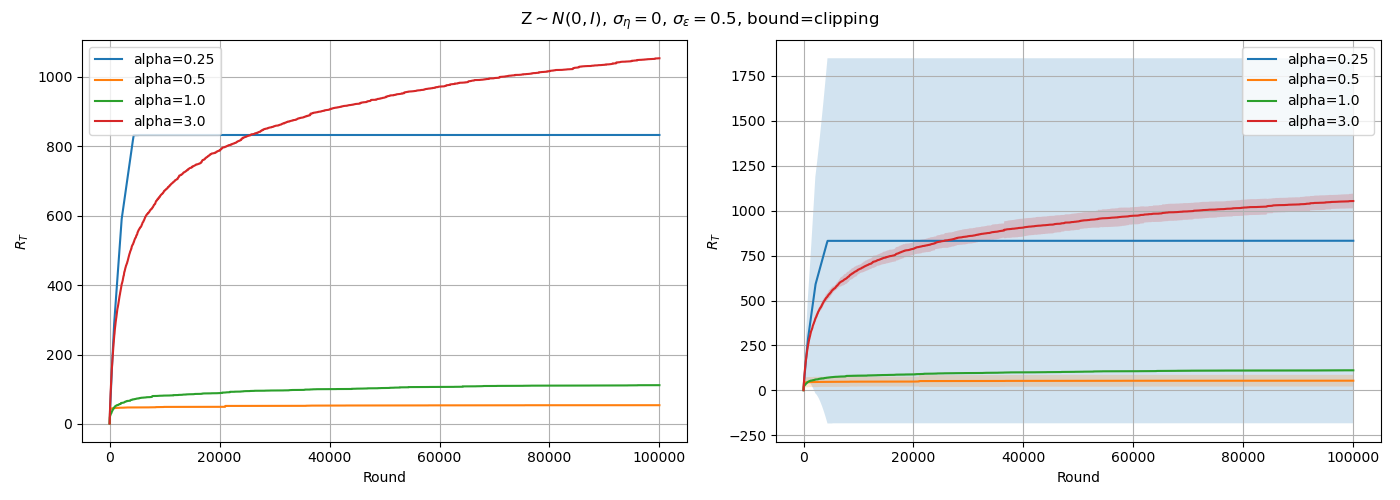 Z ~ N(0, I), σ_η = 0, σ_ε = 0.5, bound=clipping
alpha=0.25
alpha=0.5
alpha=1.0
alpha=3.0
1000
800
600
400
200
0
R_T
0 20000 40000 60000 80000 100000
Round
alpha=0.25
alpha=0.5
alpha=1.0
alpha=3.0
1750
1500
1250
1000
750
500
250
0
−250
R_T
0 20000 40000 60000 80000 100000
Round